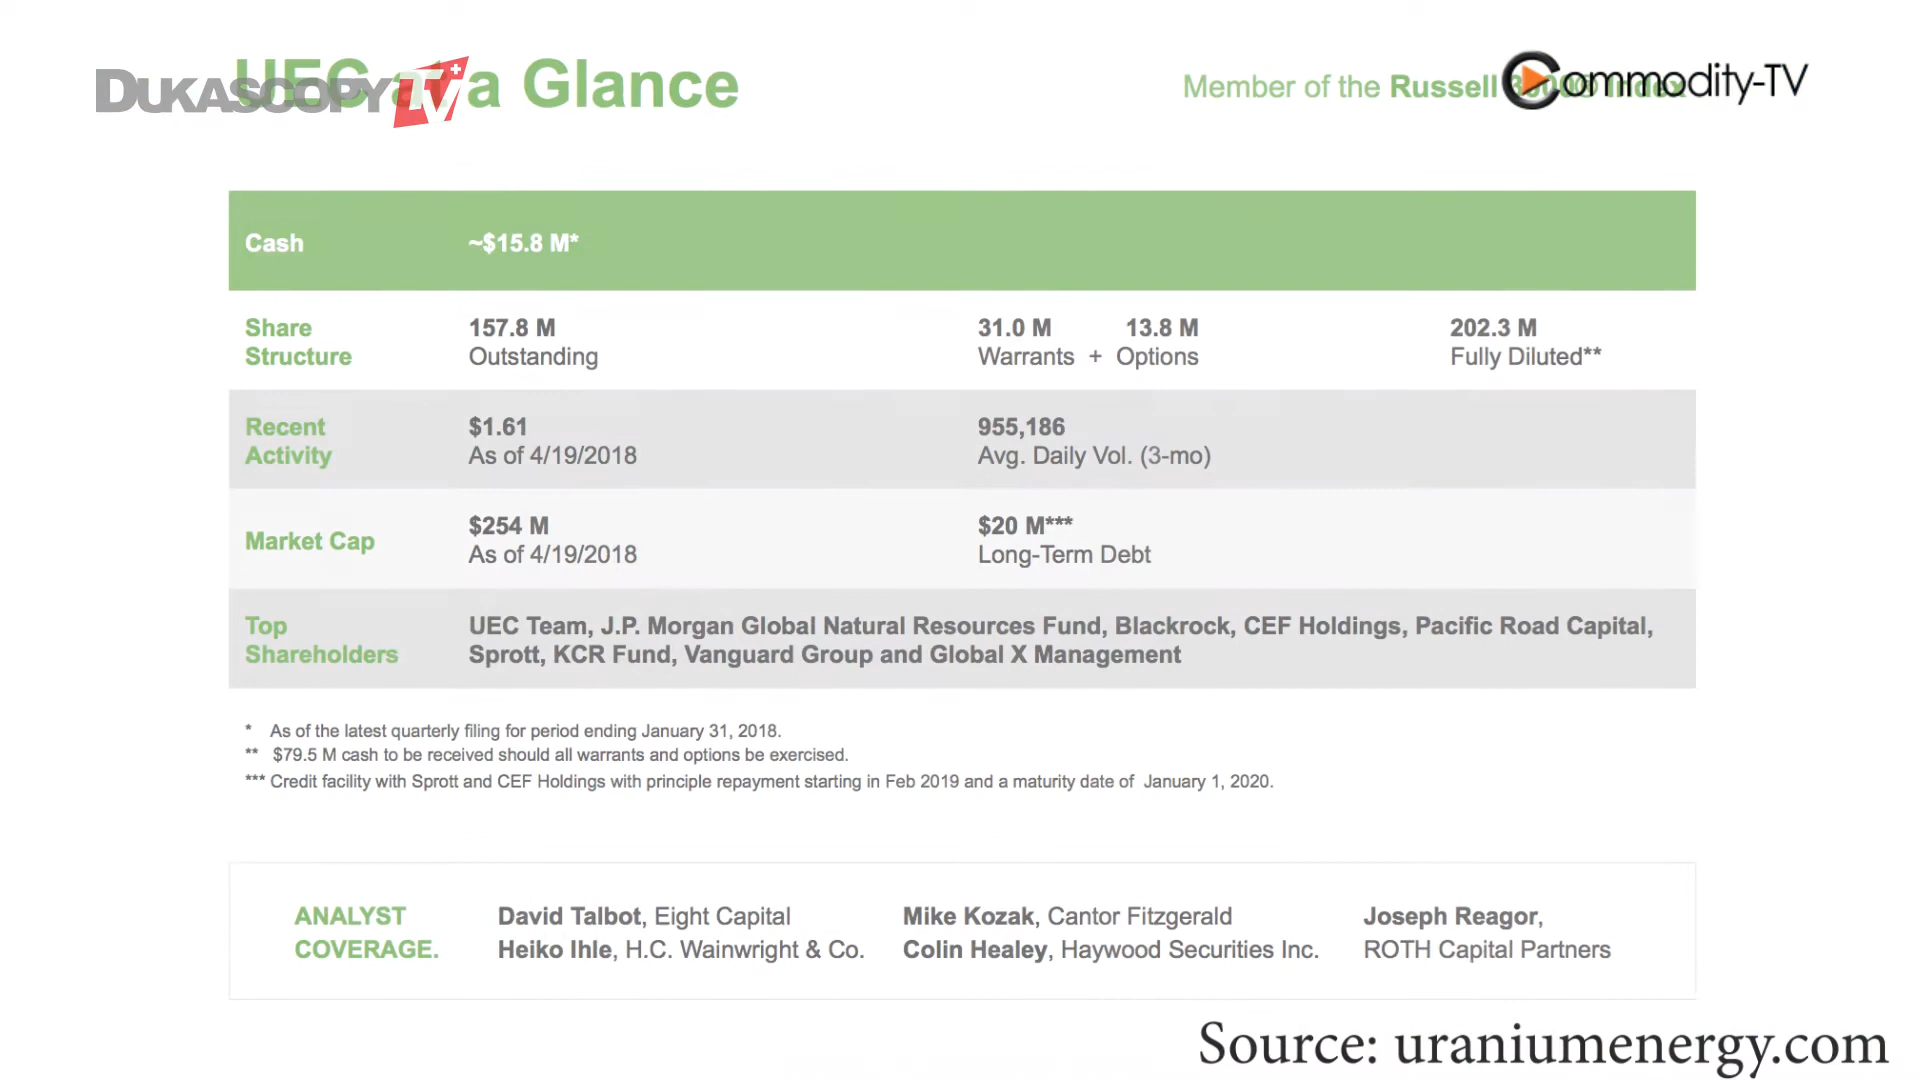 DUKASCOPY TV+
UEC at a Glance
Member of the Russell 3000® Index
Commodity-TV
Cash ~$15.8 M*
Share Structure
157.8 M Outstanding
31.0 M Warrants + 13.8 M Options
202.3 M Fully Diluted**
Recent Activity
$1.61 As of 4/19/2018
955,186 Avg. Daily Vol. (3-mo)
Market Cap
$254 M As of 4/19/2018
$20 M*** Long-Term Debt
Top Shareholders
UEC Team, J.P. Morgan Global Natural Resources Fund, Blackrock, CEF Holdings, Pacific Road Capital,
Sprott, KCR Fund, Vanguard Group and Global X Management
* As of the latest quarterly filing for period ending January 31, 2018.
** $79.5 M cash to be received should all warrants and options be exercised.
*** Credit facility with Sprott and CEF Holdings with principle repayment starting in Feb 2019 and a maturity date of January 1, 2020.
ANALYST COVERAGE.
David Talbot, Eight Capital
Heiko Ihle, H.C. Wainwright & Co.
Mike Kozak, Cantor Fitzgerald
Colin Healey, Haywood Securities Inc.
Joseph Reagor,
ROTH Capital Partners
Source: uraniumenergy.com